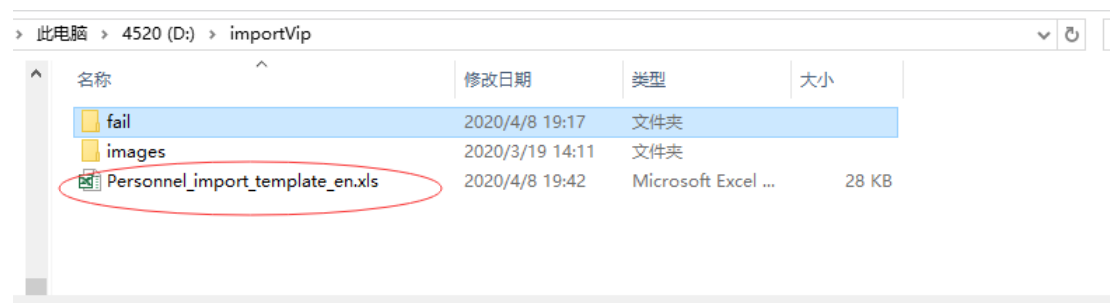 此电脑 › 4520 (D:) › importVip
名称 修改日期 类型 大小
fail 2020/4/8 19:17 文件夹
images 2020/3/19 14:11 文件夹
Personnel_import_template_en.xls 2020/4/8 19:42 Microsoft Excel ... 28 KB